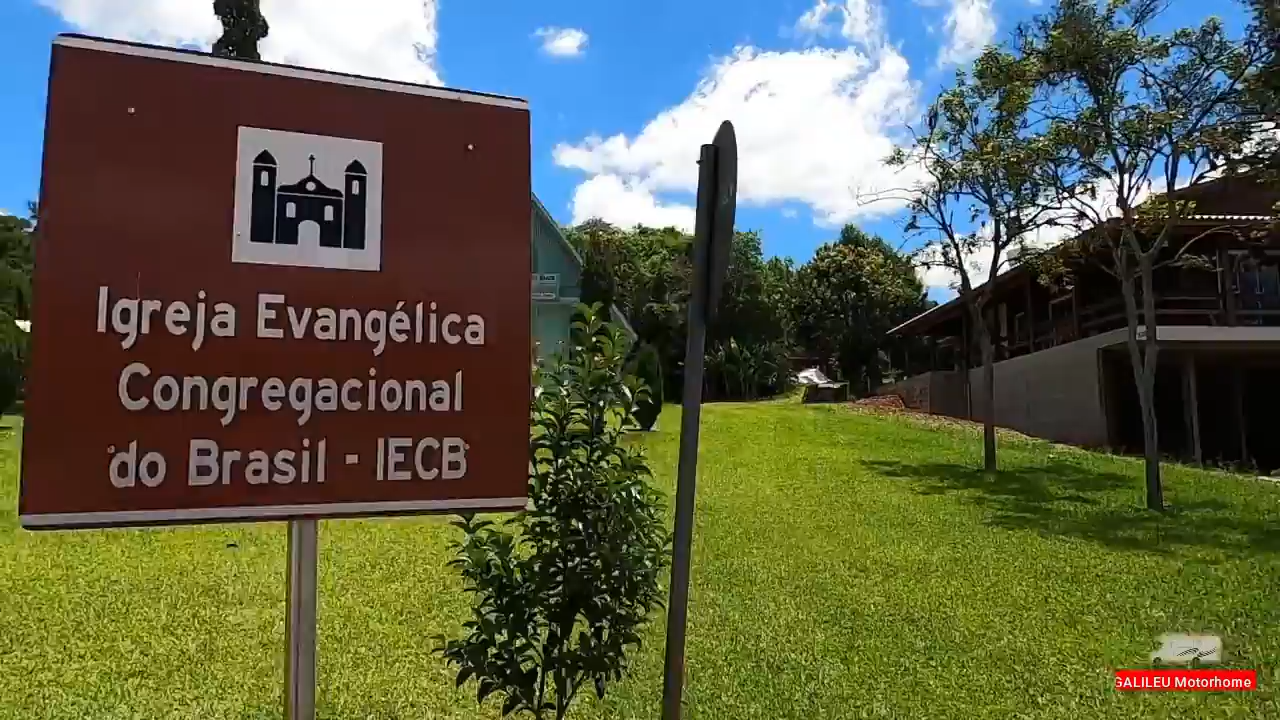 Igreja Evangélica
Congregacional
do Brasil - IECB
GALILEU Motorhome